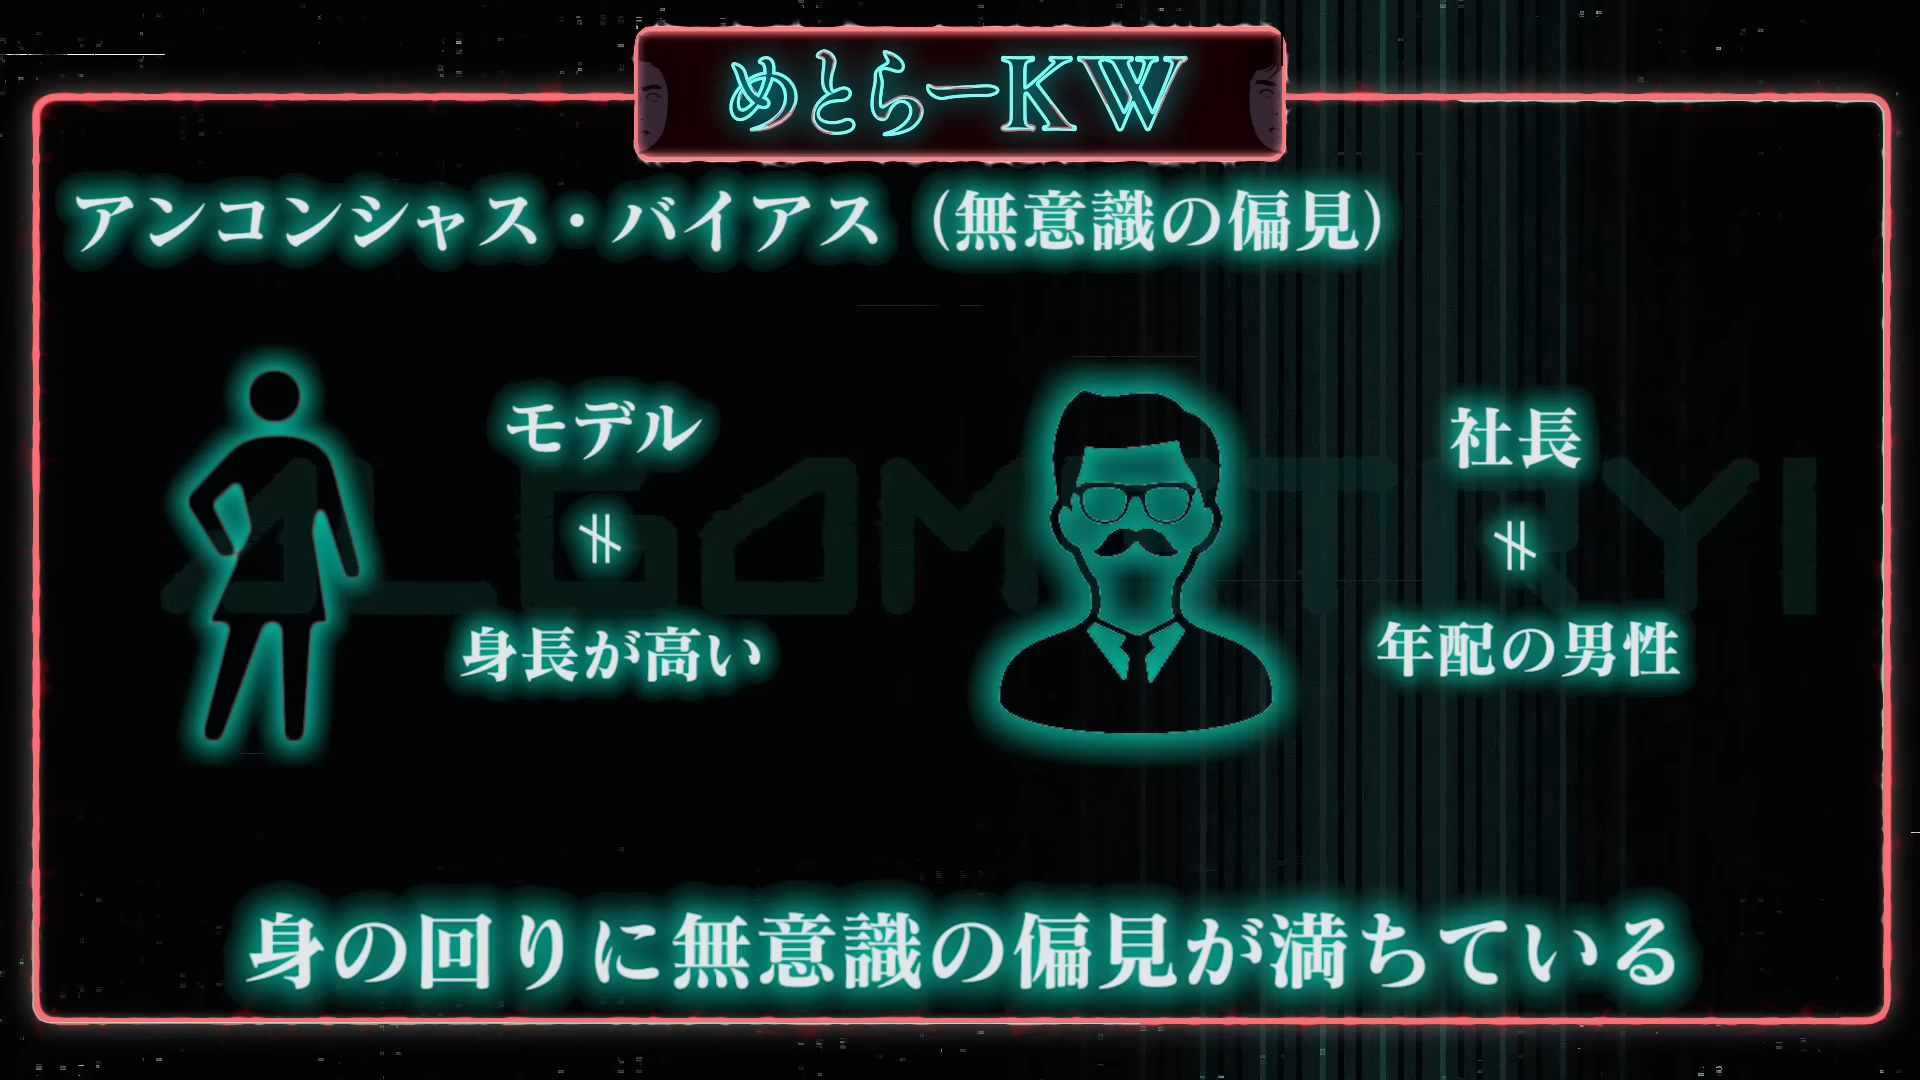 めとらーKW
アンコンシャス・バイアス（無意識の偏見）
モデル
≠
身長が高い
社長
≠
年配の男性
身の回りに無意識の偏見が満ちている